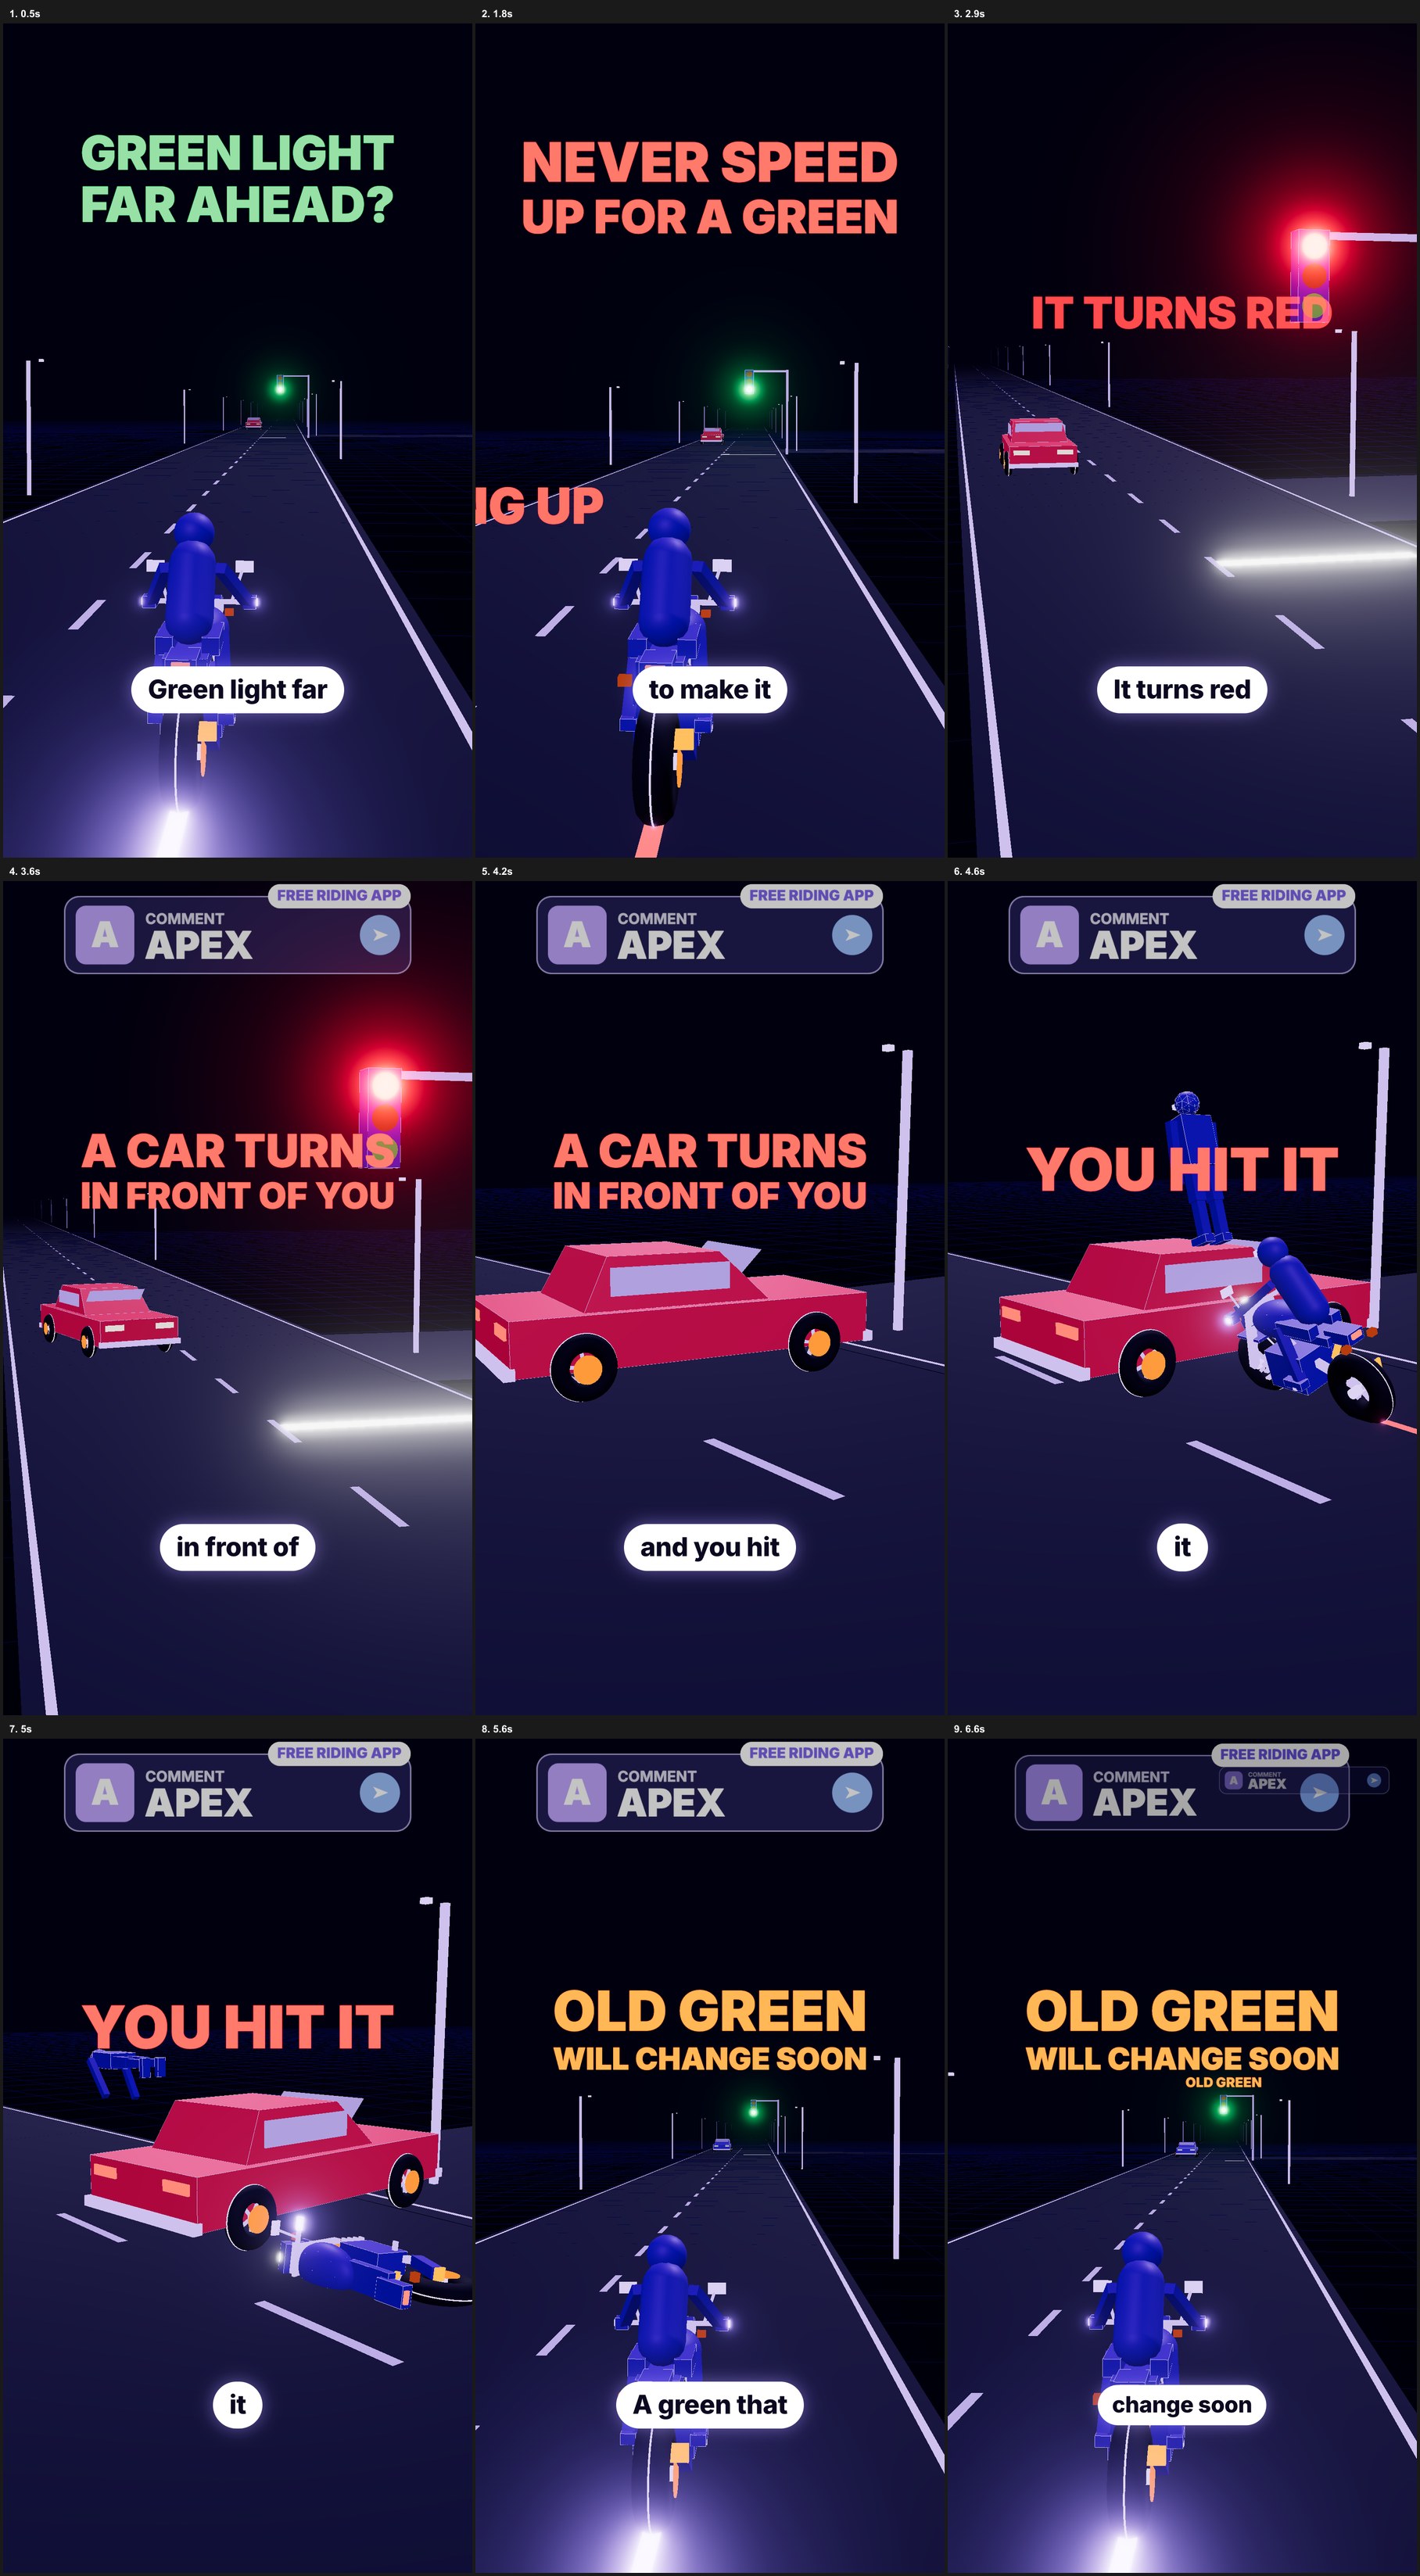 1. 0.5s
GREEN LIGHT
FAR AHEAD?
Green light far
2. 1.8s
NEVER SPEED
UP FOR A GREEN
IG UP
to make it
3. 2.9s
IT TURNS RED
It turns red
4. 3.6s
FREE RIDING APP
A
COMMENT
APEX
A CAR TURNS
IN FRONT OF YOU
in front of
5. 4.2s
FREE RIDING APP
A
COMMENT
APEX
A CAR TURNS
IN FRONT OF YOU
and you hit
6. 4.6s
FREE RIDING APP
A
COMMENT
APEX
YOU HIT IT
it
7. 5s
FREE RIDING APP
A
COMMENT
APEX
YOU HIT IT
it
8. 5.6s
FREE RIDING APP
A
COMMENT
APEX
OLD GREEN
WILL CHANGE SOON
A green that
9. 6.6s
FREE RIDING APP
A
COMMENT
APEX
A
COMMENT
APEX
OLD GREEN
WILL CHANGE SOON
OLD GREEN
change soon